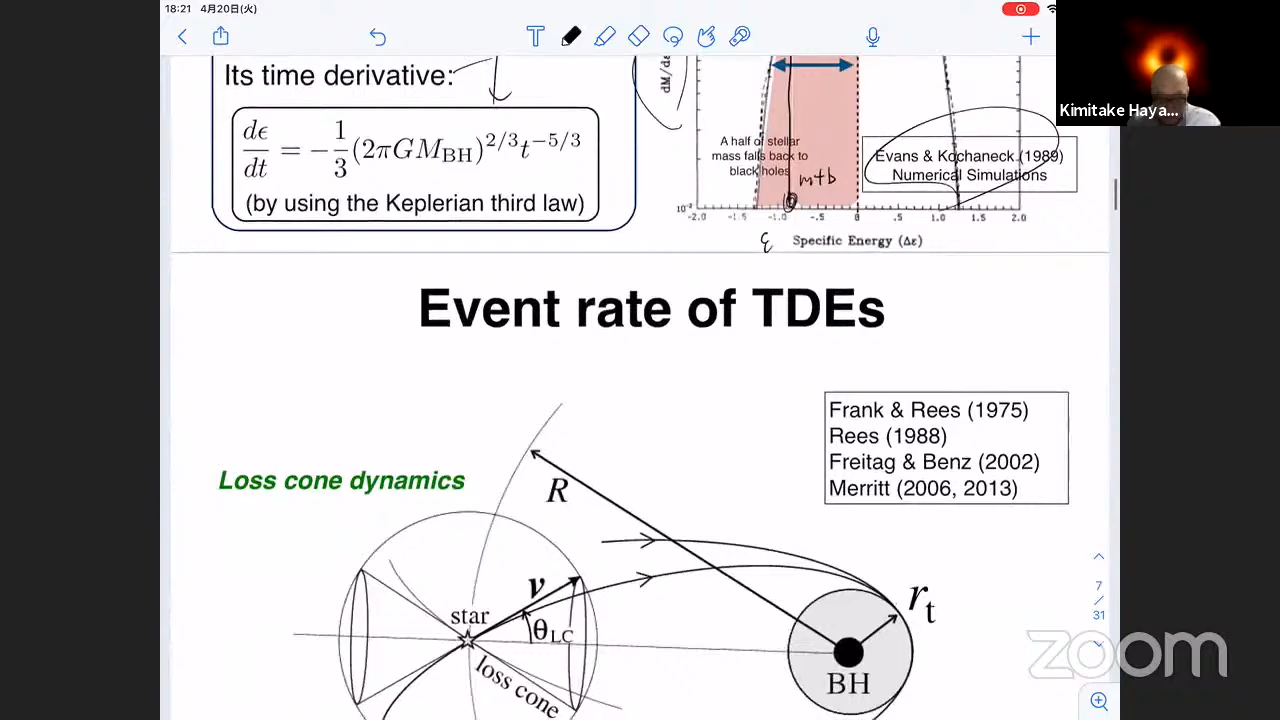 18:21 4月20日(火)
Its time derivative:
dϵ/dt = -1/3 (2πGM_BH)^{2/3} t^{-5/3}
(by using the Keplerian third law)
A half of stellar
mass falls back to
black holes
mtb
Evans & Kochaneck (1989)
Numerical Simulations
10⁻²
-2.0 -1.5 -1.0 -.5 0 .5 1.0 1.5 2.0
ε Specific Energy (Δε)
Kimitake Haya...
Event rate of TDEs
Frank & Rees (1975)
Rees (1988)
Freitag & Benz (2002)
Merritt (2006, 2013)
Loss cone dynamics
R
v
star
θ_LC
loss cone
r_t
BH
7
/
31
zoom